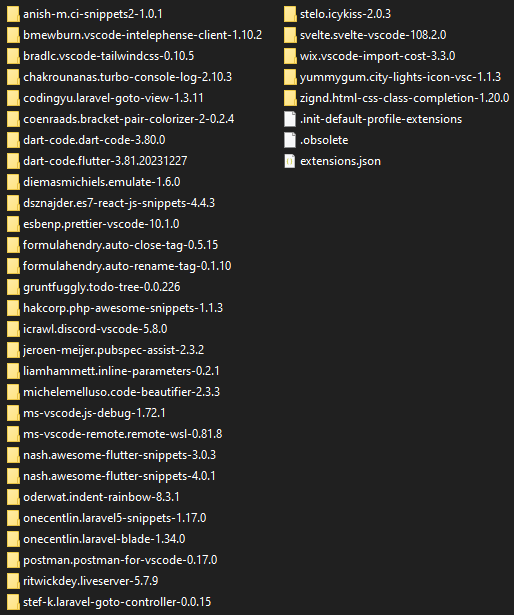 anish-m.ci-snippets2-1.0.1
bmewburn.vscode-intelephense-client-1.10.2
bradlc.vscode-tailwindcss-0.10.5
chakrounanas.turbo-console-log-2.10.3
codingyu.laravel-goto-view-1.3.11
coenraads.bracket-pair-colorizer-2-0.2.4
dart-code.dart-code-3.80.0
dart-code.flutter-3.81.20231227
diemasmichiels.emulate-1.6.0
dsznajder.es7-react-js-snippets-4.4.3
esbenp.prettier-vscode-10.1.0
formulahendry.auto-close-tag-0.5.15
formulahendry.auto-rename-tag-0.1.10
gruntfuggly.todo-tree-0.0.226
hakcorp.php-awesome-snippets-1.1.3
icrawl.discord-vscode-5.8.0
jeroen-meijer.pubspec-assist-2.3.2
liamhammett.inline-parameters-0.2.1
michelemelluso.code-beautifier-2.3.3
ms-vscode.js-debug-1.72.1
ms-vscode-remote.remote-wsl-0.81.8
nash.awesome-flutter-snippets-3.0.3
nash.awesome-flutter-snippets-4.0.1
oderwat.indent-rainbow-8.3.1
onecentlin.laravel5-snippets-1.17.0
onecentlin.laravel-blade-1.34.0
postman.postman-for-vscode-0.17.0
ritwickdey.liveserver-5.7.9
stef-k.laravel-goto-controller-0.0.15
stelo.icykiss-2.0.3
svelte.svelte-vscode-108.2.0
wix.vscode-import-cost-3.3.0
yummygum.city-lights-icon-vsc-1.1.3
zignd.html-css-class-completion-1.20.0
.init-default-profile-extensions
.obsolete
extensions.json